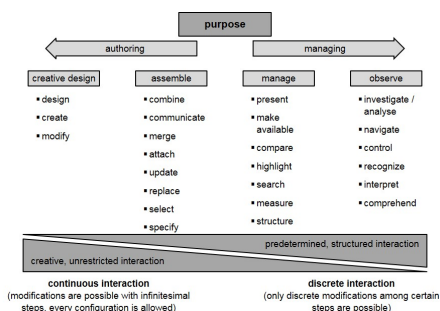 purpose
authoring
managing
creative design
▪ design
▪ create
▪ modify
assemble
▪ combine
▪ communicate
▪ merge
▪ attach
▪ update
▪ replace
▪ select
▪ specify
manage
▪ present
▪ make
available
▪ compare
▪ highlight
▪ search
▪ measure
▪ structure
observe
▪ investigate /
analyse
▪ navigate
▪ control
▪ recognize
▪ interpret
▪ comprehend
predetermined, structured interaction
creative, unrestricted interaction
continuous interaction
(modifications are possible with infinitesimal
steps, every configuration is allowed)
discrete interaction
(only discrete modifications among certain
steps are possible)